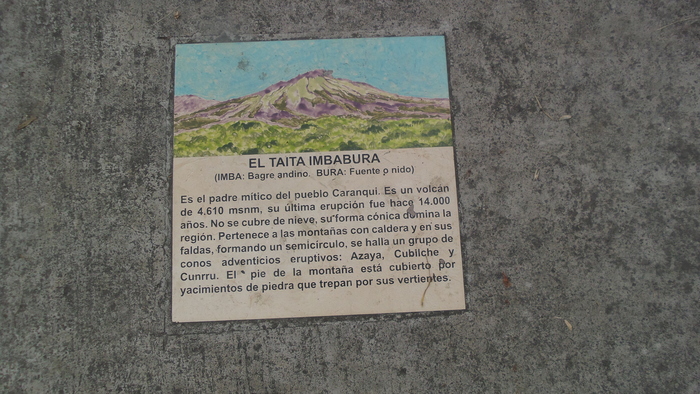 EL TAITA IMBABURA
(IMBA: Bagre andino. BURA: Fuente o nido)
Es el padre mítico del pueblo Caranqui. Es un volcán
de 4,610 msnm, su última erupción fue hace 14.000
años. No se cubre de nieve, su forma cónica domina la
región. Pertenece a las montañas con caldera y en sus
faldas, formando un semicírculo, se halla un grupo de
conos adventicios eruptivos: Azaya, Cubliche y
Cunrru. El pie de la montaña está cubierto por
yacimientos de piedra que trepan por sus vertientes.